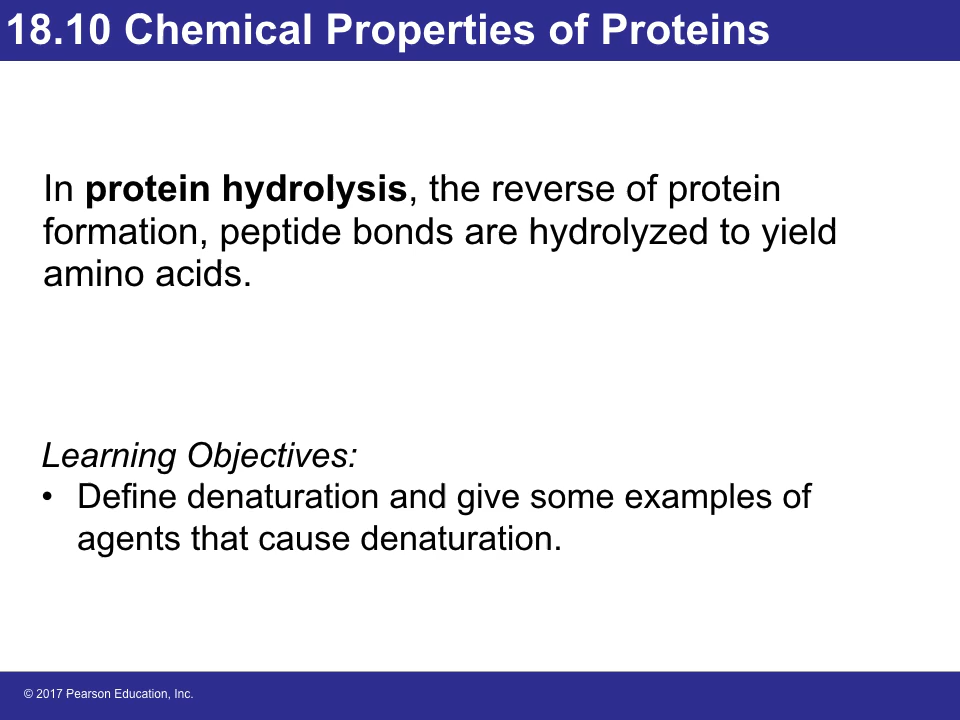 18.10 Chemical Properties of Proteins
In protein hydrolysis, the reverse of protein
formation, peptide bonds are hydrolyzed to yield
amino acids.
Learning Objectives:
• Define denaturation and give some examples of
agents that cause denaturation.
© 2017 Pearson Education, Inc.